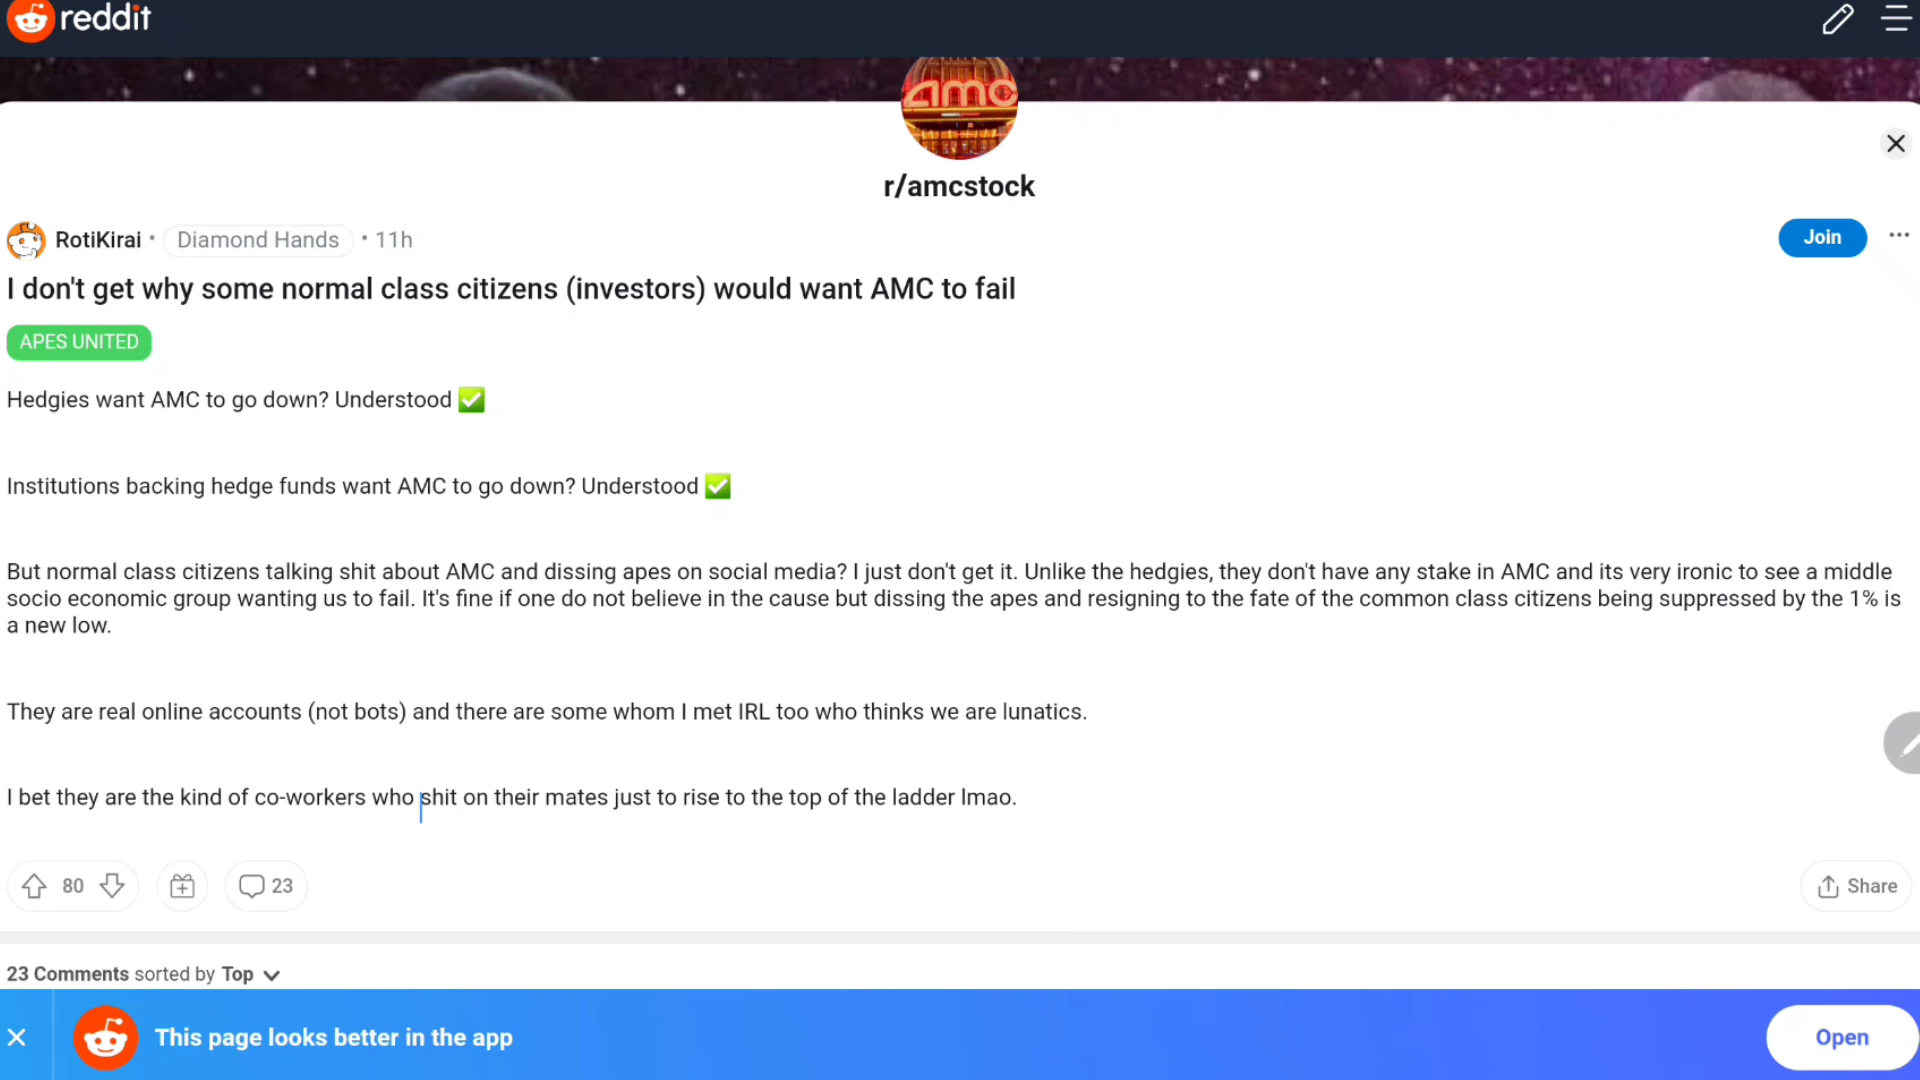 reddit
amc
r/amcstock
RotiKirai • Diamond Hands • 11h
Join
I don't get why some normal class citizens (investors) would want AMC to fail
APES UNITED
Hedgies want AMC to go down? Understood ✅
Institutions backing hedge funds want AMC to go down? Understood ✅
But normal class citizens talking shit about AMC and dissing apes on social media? I just don't get it. Unlike the hedgies, they don't have any stake in AMC and its very ironic to see a middle
socio economic group wanting us to fail. It's fine if one do not believe in the cause but dissing the apes and resigning to the fate of the common class citizens being suppressed by the 1% is
a new low.
They are real online accounts (not bots) and there are some whom I met IRL too who thinks we are lunatics.
I bet they are the kind of co-workers who shit on their mates just to rise to the top of the ladder lmao.
80
23
Share
23 Comments sorted by Top
This page looks better in the app
Open